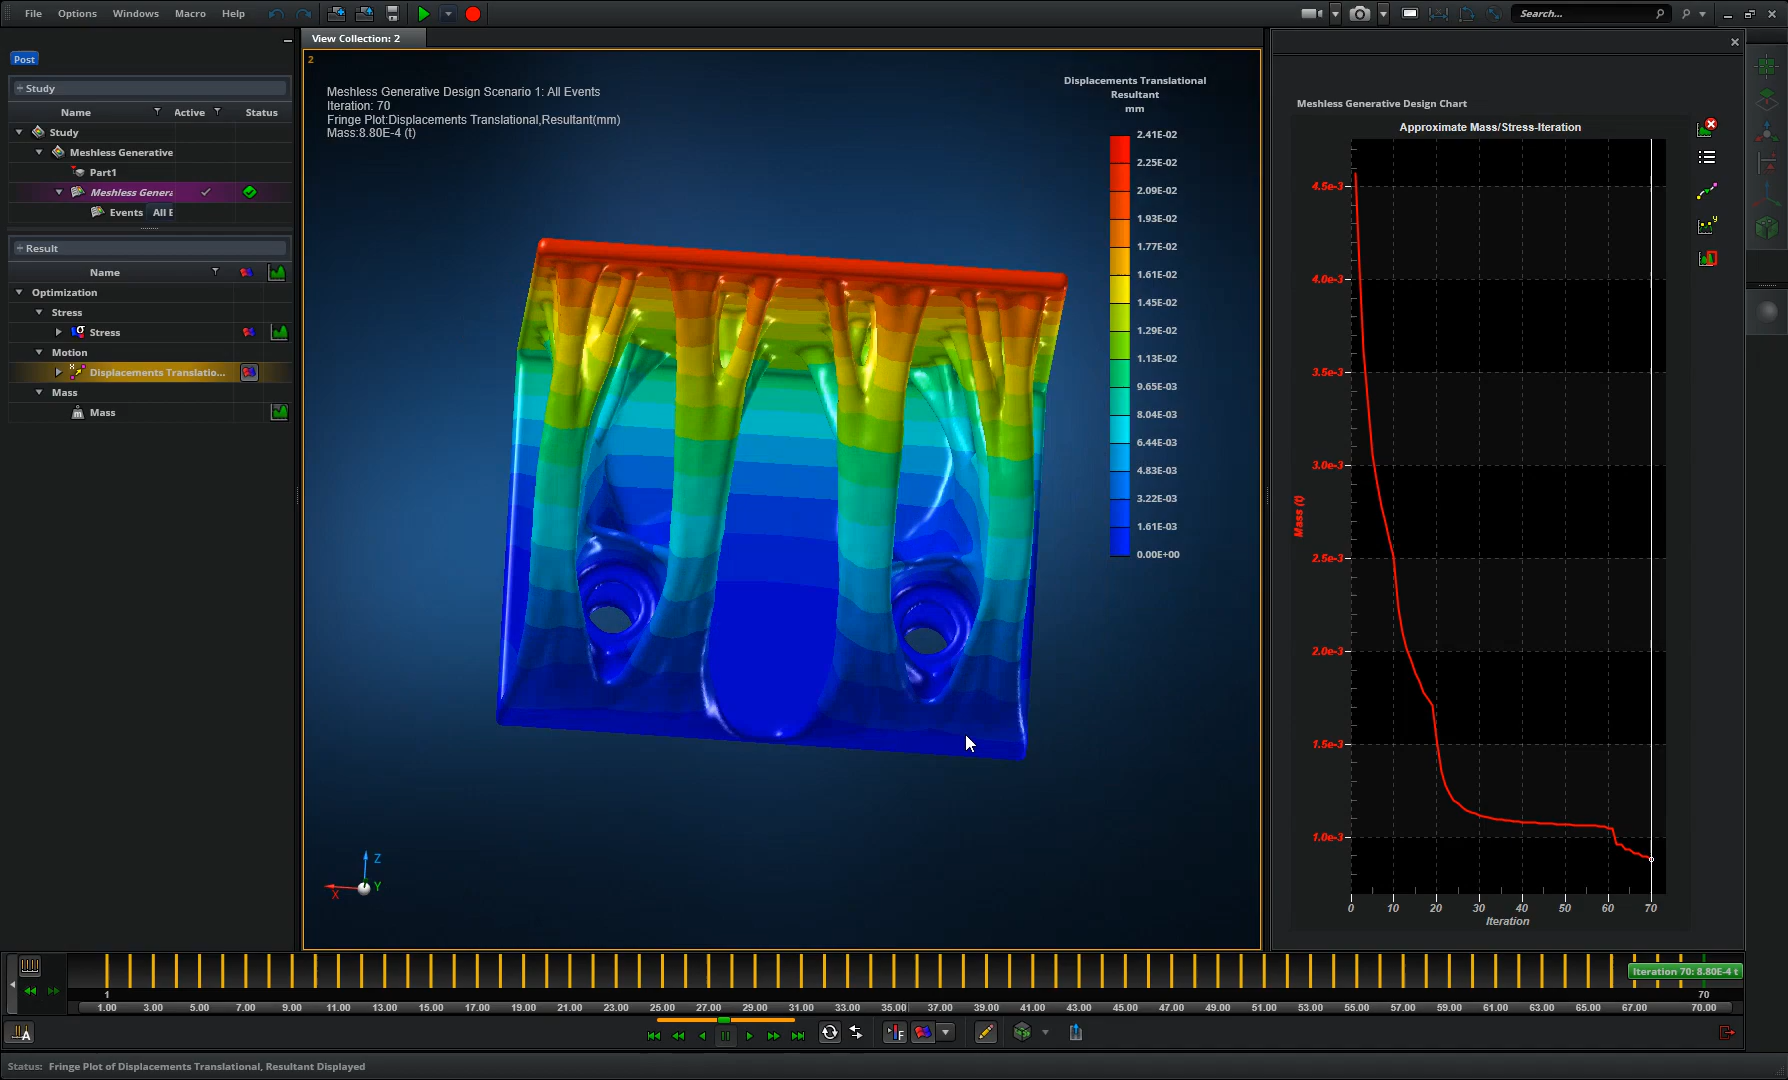 File Options Windows Macro Help Search...
Post
View Collection: 2
Study
Name Active Status
Study
Meshless Generative
Part1
Meshless Genera
Events All E
Result
Name
Optimization
Stress
Stress
Motion
Displacements Translatio...
Mass
Mass
2
Meshless Generative Design Scenario 1: All Events
Iteration: 70
Fringe Plot:Displacements Translational,Resultant(mm)
Mass:8.80E-4 (t)
Displacements Translational
Resultant
mm
2.41E-02
2.25E-02
2.09E-02
1.93E-02
1.77E-02
1.61E-02
1.45E-02
1.29E-02
1.13E-02
9.65E-03
8.04E-03
6.44E-03
4.83E-03
3.22E-03
1.61E-03
0.00E+00
Z
X
Y
Meshless Generative Design Chart
Approximate Mass/Stress-Iteration
4.5e-3
4.0e-3
3.5e-3
3.0e-3
2.5e-3
2.0e-3
1.5e-3
1.0e-3
Mass (t)
0 10 20 30 40 50 60 70
Iteration
Iteration 70: 8.80E-4 t
1 70
1.00 3.00 5.00 7.00 9.00 11.00 13.00 15.00 17.00 19.00 21.00 23.00 25.00 27.00 29.00 31.00 33.00 35.00 37.00 39.00 41.00 43.00 45.00 47.00 49.00 51.00 53.00 55.00 57.00 59.00 61.00 63.00 65.00 67.00 70.00
A F
Status: Fringe Plot of Displacements Translational, Resultant Displayed